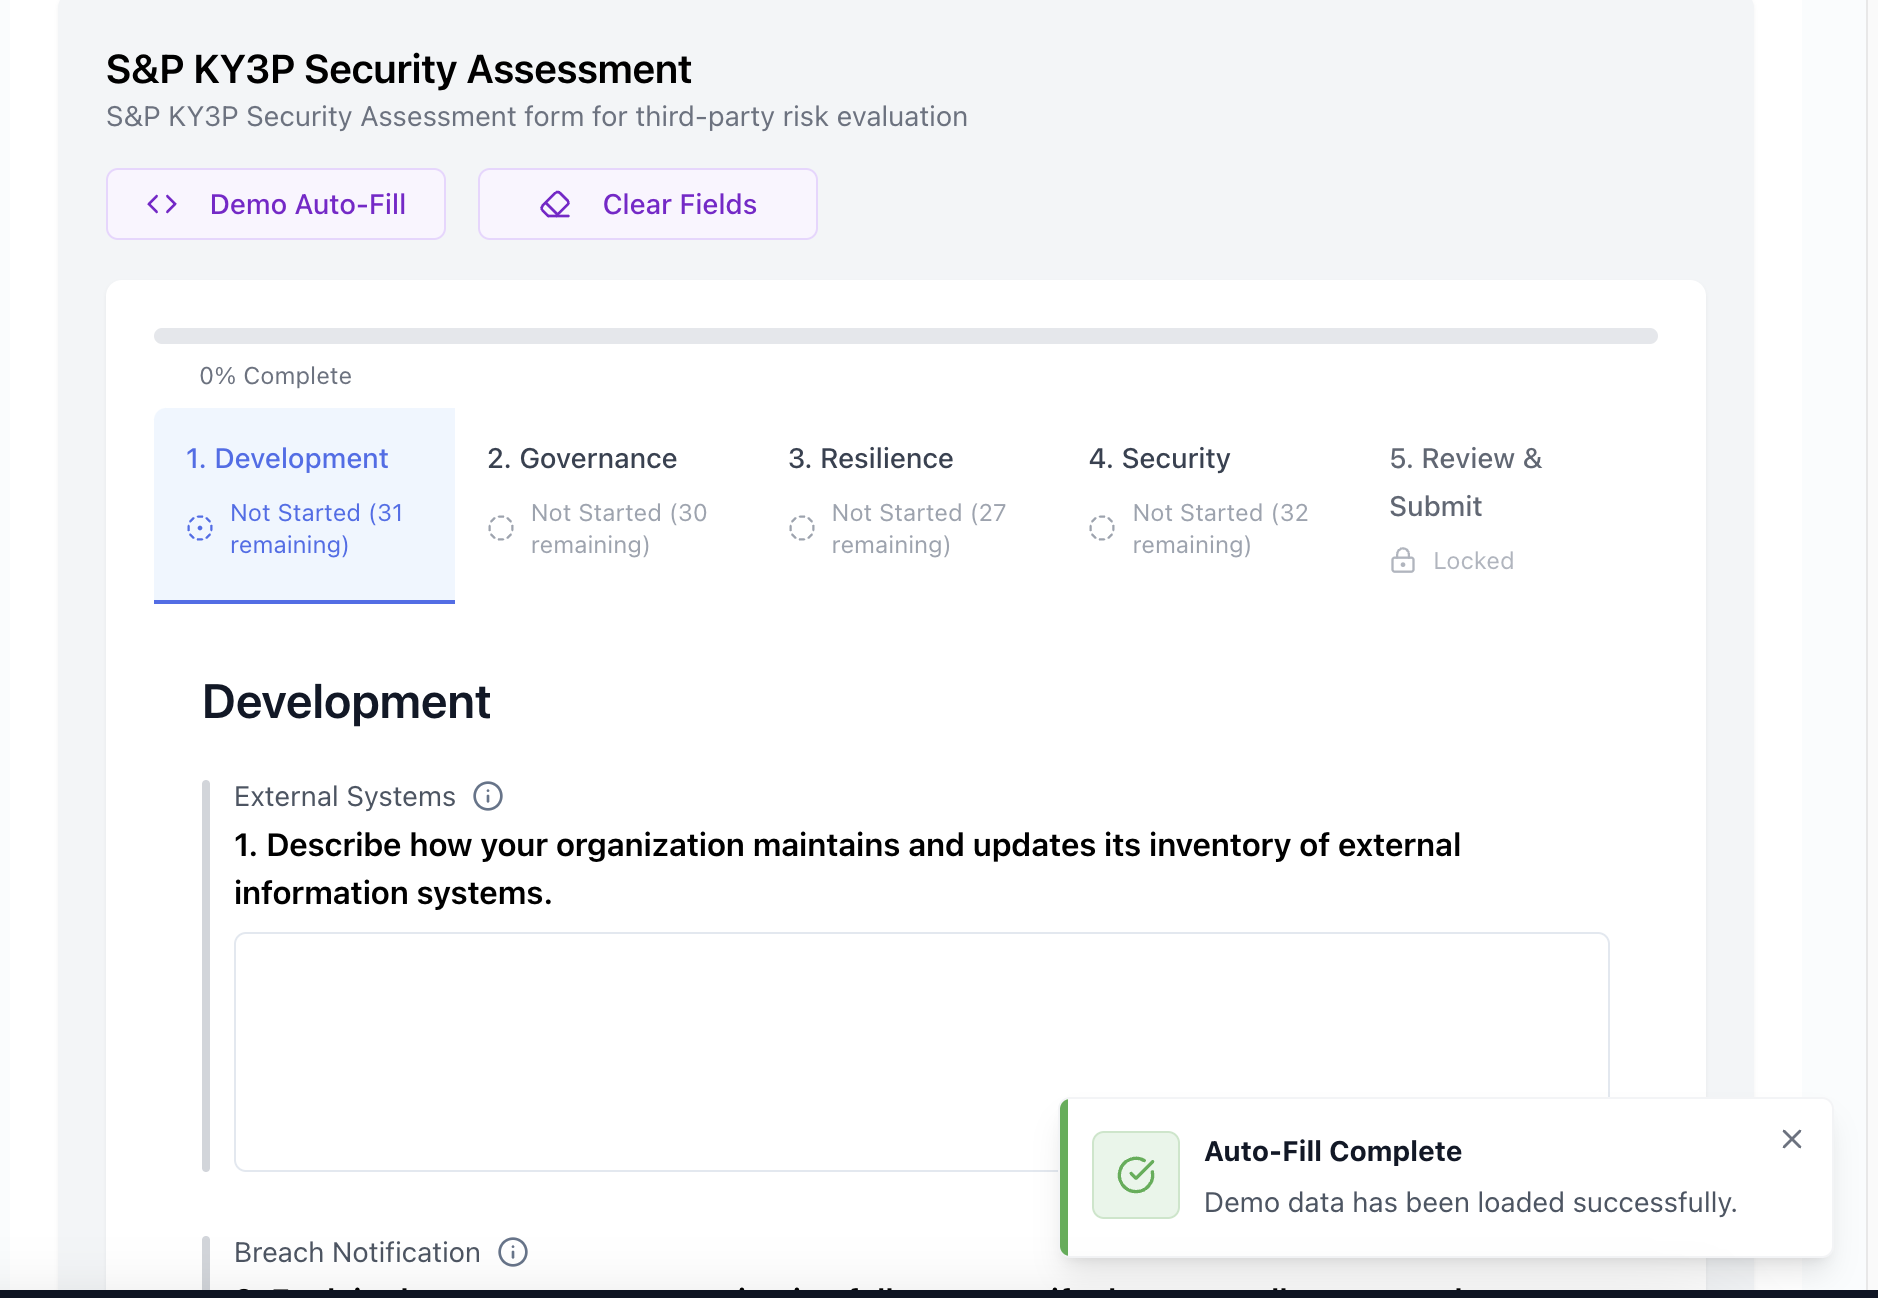 S&P KY3P Security Assessment
S&P KY3P Security Assessment form for third-party risk evaluation
Demo Auto-Fill
Clear Fields
0% Complete
1. Development
Not Started (31
remaining)
2. Governance
Not Started (30
remaining)
3. Resilience
Not Started (27
remaining)
4. Security
Not Started (32
remaining)
5. Review &
Submit
Locked
Development
External Systems
1. Describe how your organization maintains and updates its inventory of external
information systems.
Auto-Fill Complete
Demo data has been loaded successfully.
Breach Notification